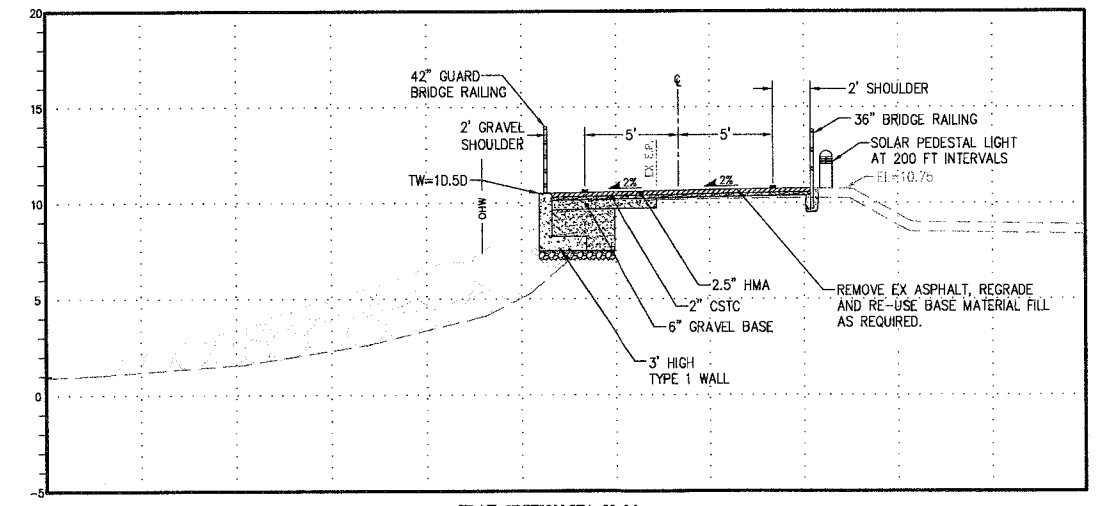 20
15
10
5
0
-5
42" GUARD
BRIDGE RAILING
2' GRAVEL
SHOULDER
TW=10.50
OHW
5'
5'
EX E.P.
2%
2%
2' SHOULDER
36" BRIDGE RAILING
SOLAR PEDESTAL LIGHT
AT 200 FT INTERVALS
EL=10.75
2.5" HMA
2" CSTC
6" GRAVEL BASE
3' HIGH
TYPE 1 WALL
REMOVE EX ASPHALT, REGRADE
AND RE-USE BASE MATERIAL FILL
AS REQUIRED.